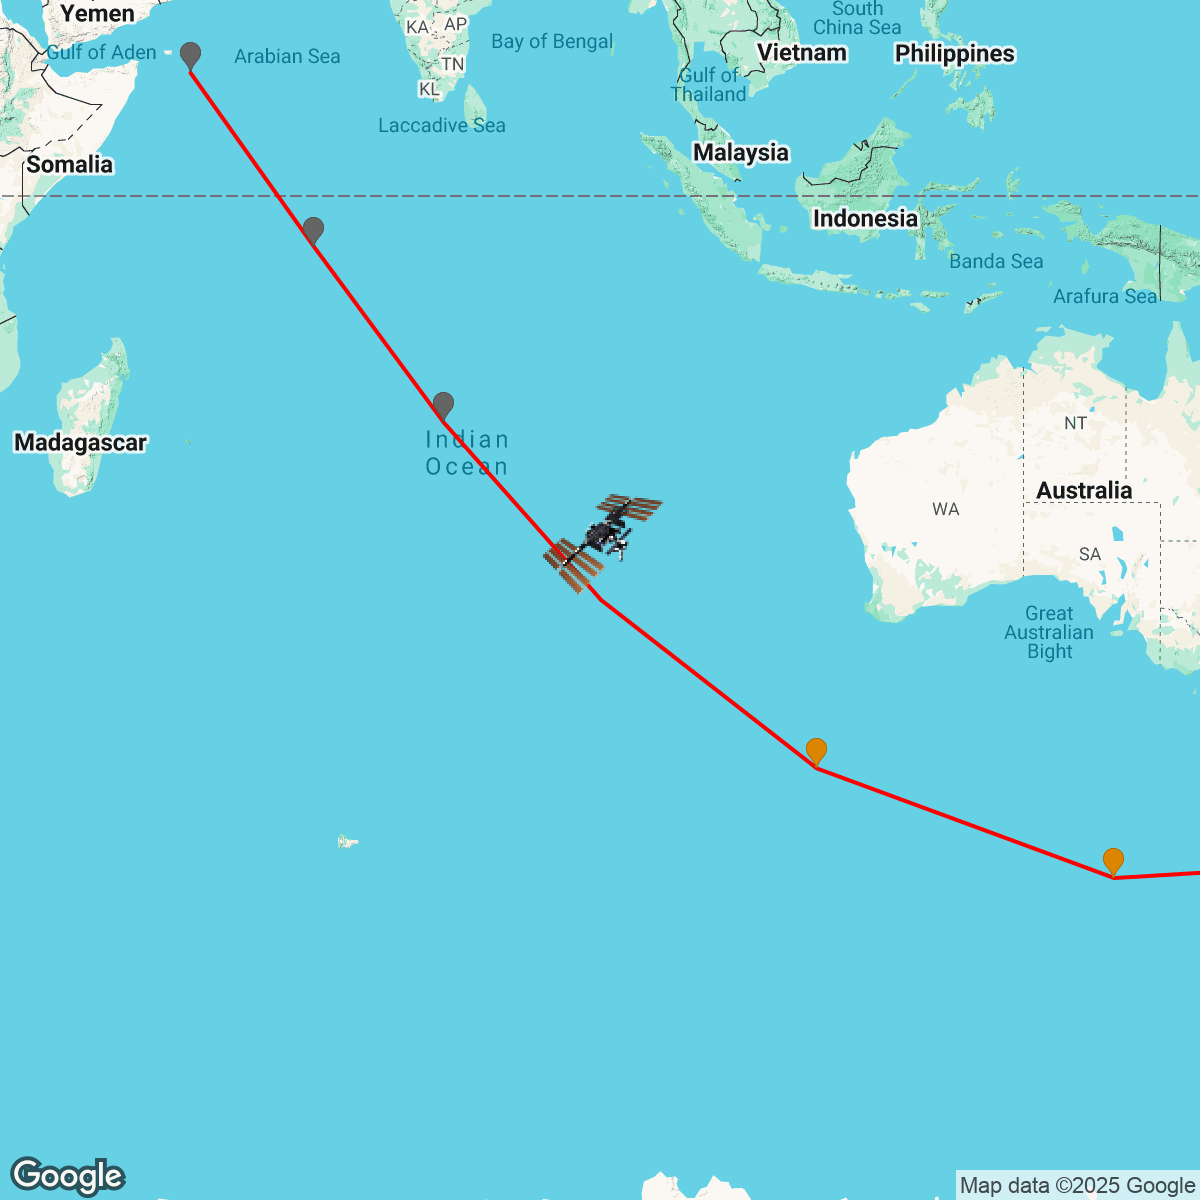 Yemen
Gulf of Aden
Arabian Sea
KA
AP
TN
KL
Bay of Bengal
Laccadive Sea
South
China Sea
Vietnam
Philippines
Gulf of
Thailand
Malaysia
Somalia
Indonesia
Banda Sea
Arafura Sea
Madagascar
Indian
Ocean
NT
Australia
WA
SA
Great
Australian
Bight
Google
Map data ©2025 Google